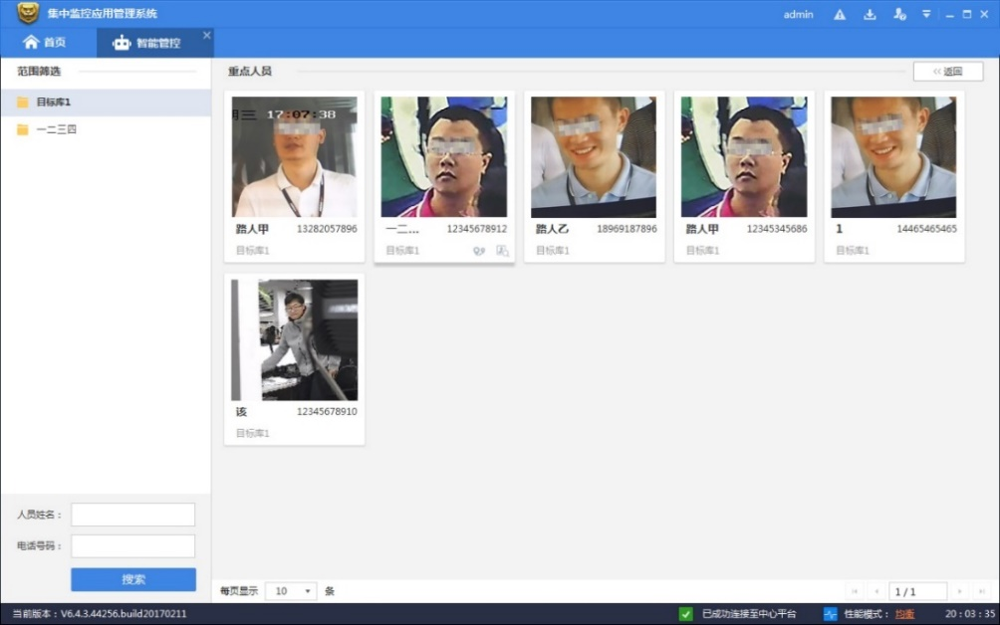 集中监控应用管理系统
admin
首页
智能管控
范围筛选
重点人员
<<返回
目标库1
一二三四
17:07:38
路人甲 13282057896
目标库1
一二... 12345678912
目标库1
路人乙 18969187896
目标库1
路人甲 12345345686
目标库1
1 14465465465
目标库1
该 12345678910
目标库1
人员姓名：
电话号码：
搜索
每页显示 10 条
1/1
当前版本：V6.4.3.44256.build20170211
已成功连接至中心平台
性能模式：均衡
20:03:35